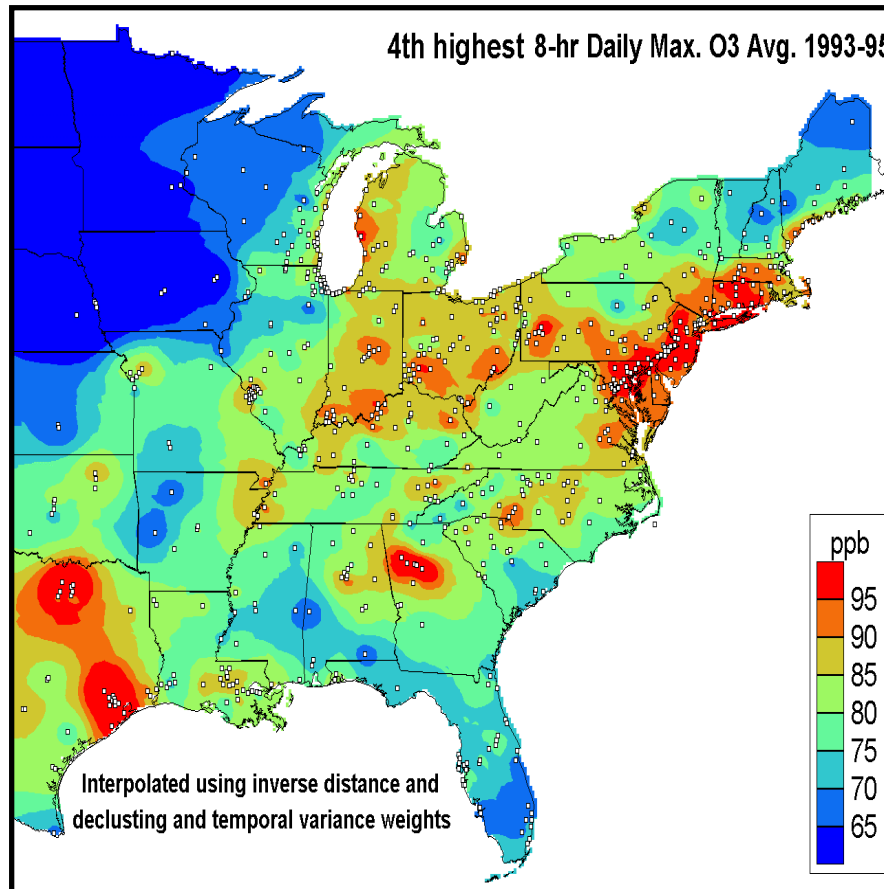 4th highest 8-hr Daily Max. O3 Avg. 1993-95
ppb
95
90
85
80
75
70
65
Interpolated using inverse distance and
declusting and temporal variance weights